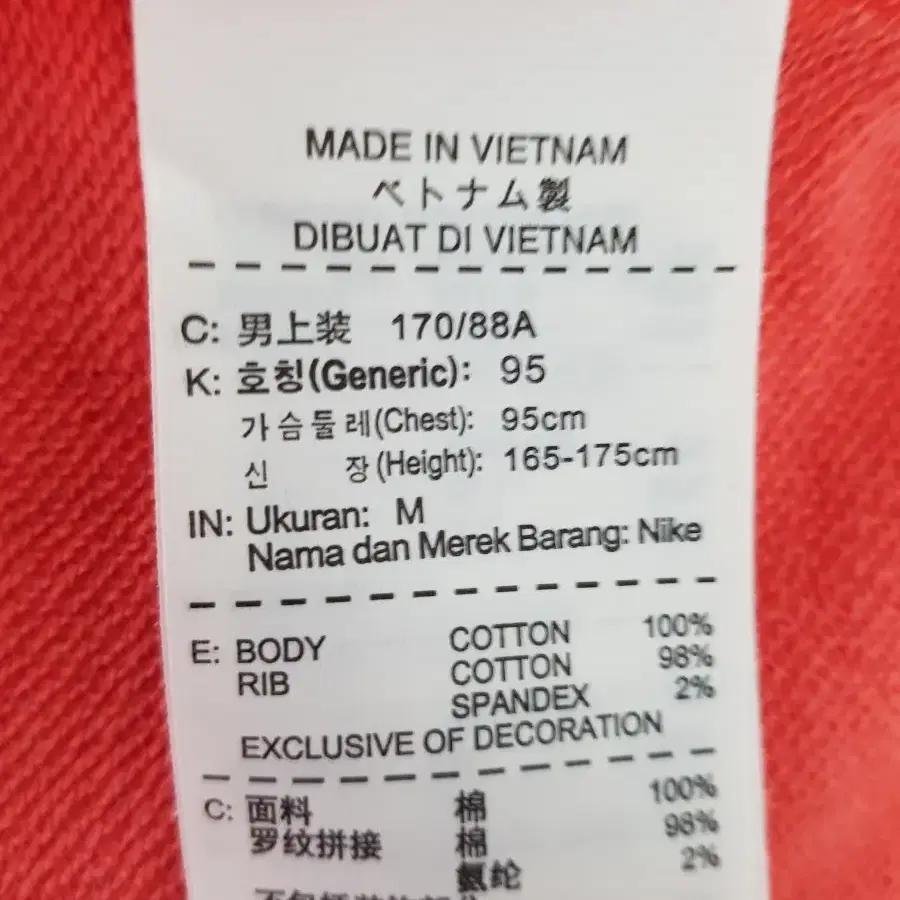 MADE IN VIETNAM
ベトナム製
DIBUAT DI VIETNAM
C: 男上装 170/88A
K: 호칭(Generic): 95
가슴둘레(Chest): 95cm
신 장(Height): 165-175cm
IN: Ukuran: M
Nama dan Merek Barang: Nike
E: BODY COTTON 100%
RIB COTTON 98%
SPANDEX 2%
EXCLUSIVE OF DECORATION
C: 面料 棉 100%
罗纹拼接 棉 98%
氨纶 2%